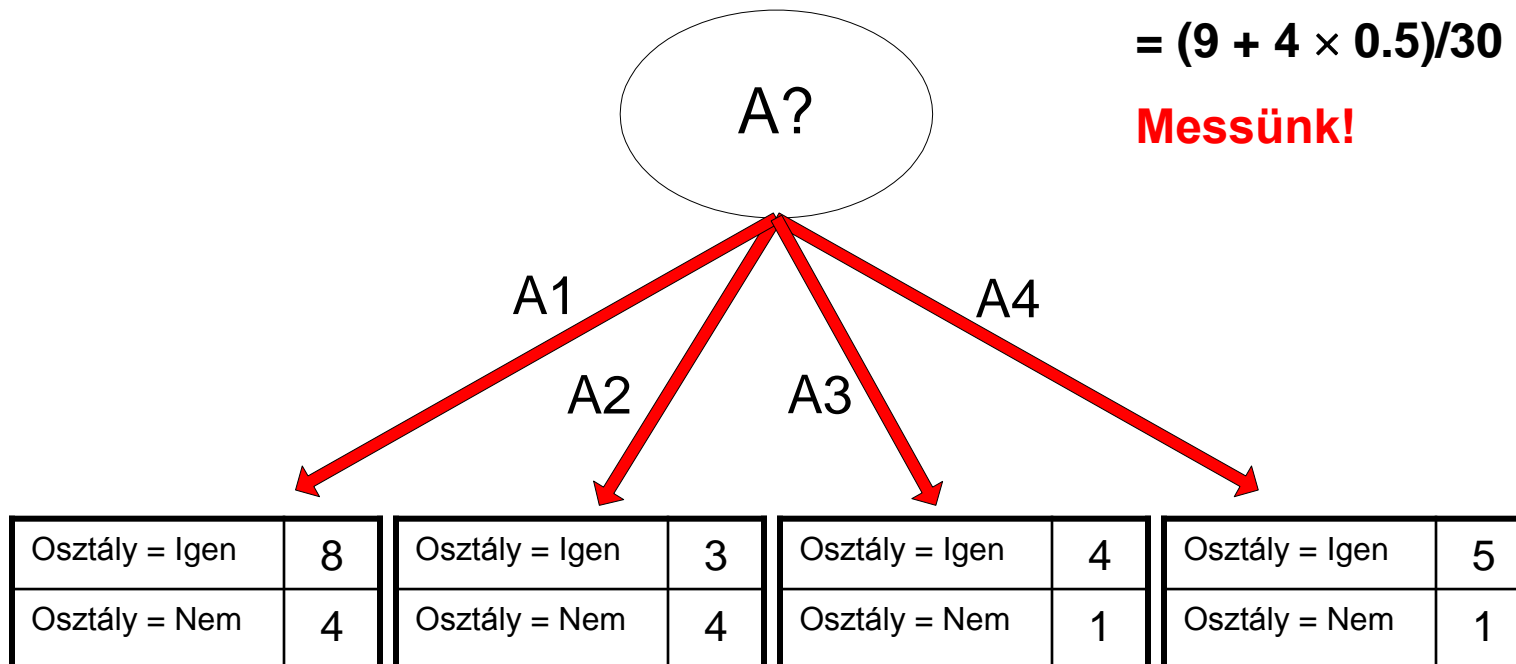 = (9 + 4 × 0.5)/30
Messünk!
A?
A1
A4
A2
A3
Osztály = Igen 8
Osztály = Nem 4
Osztály = Igen 3
Osztály = Nem 4
Osztály = Igen 4
Osztály = Nem 1
Osztály = Igen 5
Osztály = Nem 1